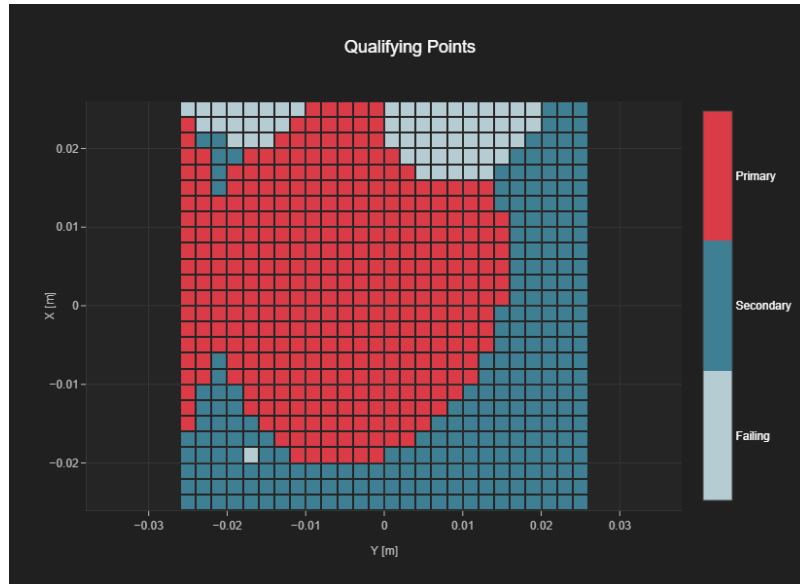 Qualifying Points
0.02
0.01
0
−0.01
−0.02
X [m]
−0.03
−0.02
−0.01
0
0.01
0.02
0.03
Y [m]
Primary
Secondary
Failing